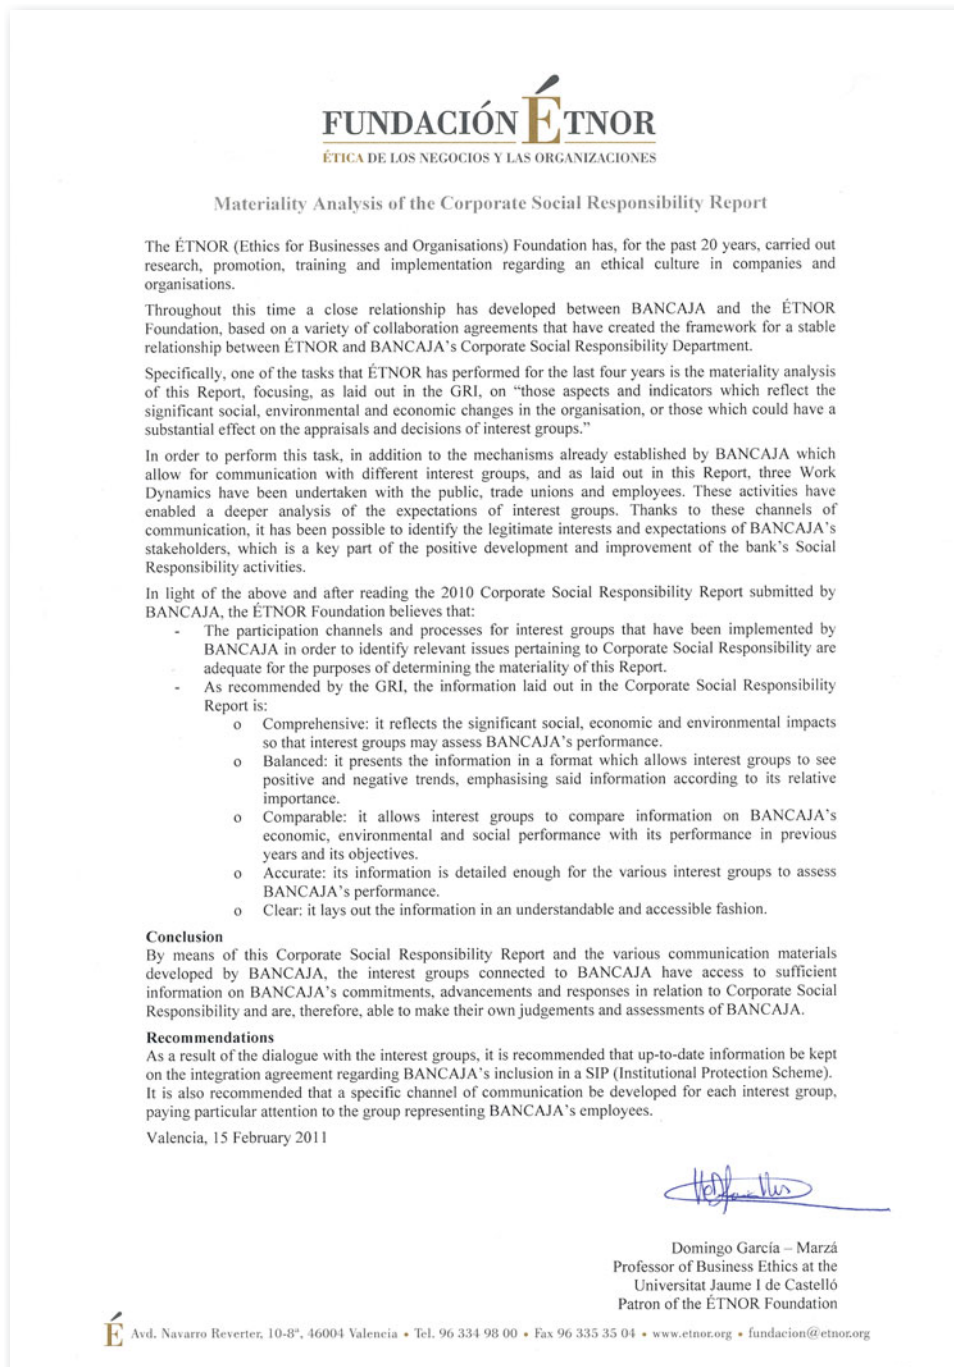 FUNDACIÓN ÉTNOR
ÉTICA DE LOS NEGOCIOS Y LAS ORGANIZACIONES
Materiality Analysis of the Corporate Social Responsibility Report
The ÉTNOR (Ethics for Businesses and Organisations) Foundation has, for the past 20 years, carried out
research, promotion, training and implementation regarding an ethical culture in companies and
organisations.
Throughout this time a close relationship has developed between BANCAJA and the ÉTNOR
Foundation, based on a variety of collaboration agreements that have created the framework for a stable
relationship between ÉTNOR and BANCAJA's Corporate Social Responsibility Department.
Specifically, one of the tasks that ÉTNOR has performed for the last four years is the materiality analysis
of this Report, focusing, as laid out in the GRI, on “those aspects and indicators which reflect the
significant social, environmental and economic changes in the organisation, or those which could have a
substantial effect on the appraisals and decisions of interest groups.”
In order to perform this task, in addition to the mechanisms already established by BANCAJA which
allow for communication with different interest groups, and as laid out in this Report, three Work
Dynamics have been undertaken with the public, trade unions and employees. These activities have
enabled a deeper analysis of the expectations of interest groups. Thanks to these channels of
communication, it has been possible to identify the legitimate interests and expectations of BANCAJA's
stakeholders, which is a key part of the positive development and improvement of the bank's Social
Responsibility activities.
In light of the above and after reading the 2010 Corporate Social Responsibility Report submitted by
BANCAJA, the ÉTNOR Foundation believes that:
- The participation channels and processes for interest groups that have been implemented by
BANCAJA in order to identify relevant issues pertaining to Corporate Social Responsibility are
adequate for the purposes of determining the materiality of this Report.
- As recommended by the GRI, the information laid out in the Corporate Social Responsibility
Report is:
o Comprehensive: it reflects the significant social, economic and environmental impacts
so that interest groups may assess BANCAJA's performance.
o Balanced: it presents the information in a format which allows interest groups to see
positive and negative trends, emphasising said information according to its relative
importance.
o Comparable: it allows interest groups to compare information on BANCAJA's
economic, environmental and social performance with its performance in previous
years and its objectives.
o Accurate: its information is detailed enough for the various interest groups to assess
BANCAJA's performance.
o Clear: it lays out the information in an understandable and accessible fashion.
Conclusion
By means of this Corporate Social Responsibility Report and the various communication materials
developed by BANCAJA, the interest groups connected to BANCAJA have access to sufficient
information on BANCAJA's commitments, advancements and responses in relation to Corporate Social
Responsibility and are, therefore, able to make their own judgements and assessments of BANCAJA.
Recommendations
As a result of the dialogue with the interest groups, it is recommended that up-to-date information be kept
on the integration agreement regarding BANCAJA's inclusion in a SIP (Institutional Protection Scheme).
It is also recommended that a specific channel of communication be developed for each interest group,
paying particular attention to the group representing BANCAJA's employees.
Valencia, 15 February 2011
Domingo García – Marzá
Professor of Business Ethics at the
Universitat Jaume I de Castelló
Patron of the ÉTNOR Foundation
É Avd. Navarro Reverter, 10-8ª, 46004 Valencia • Tel. 96 334 98 00 • Fax 96 335 35 04 • www.etnor.org • fundacion@etnor.org